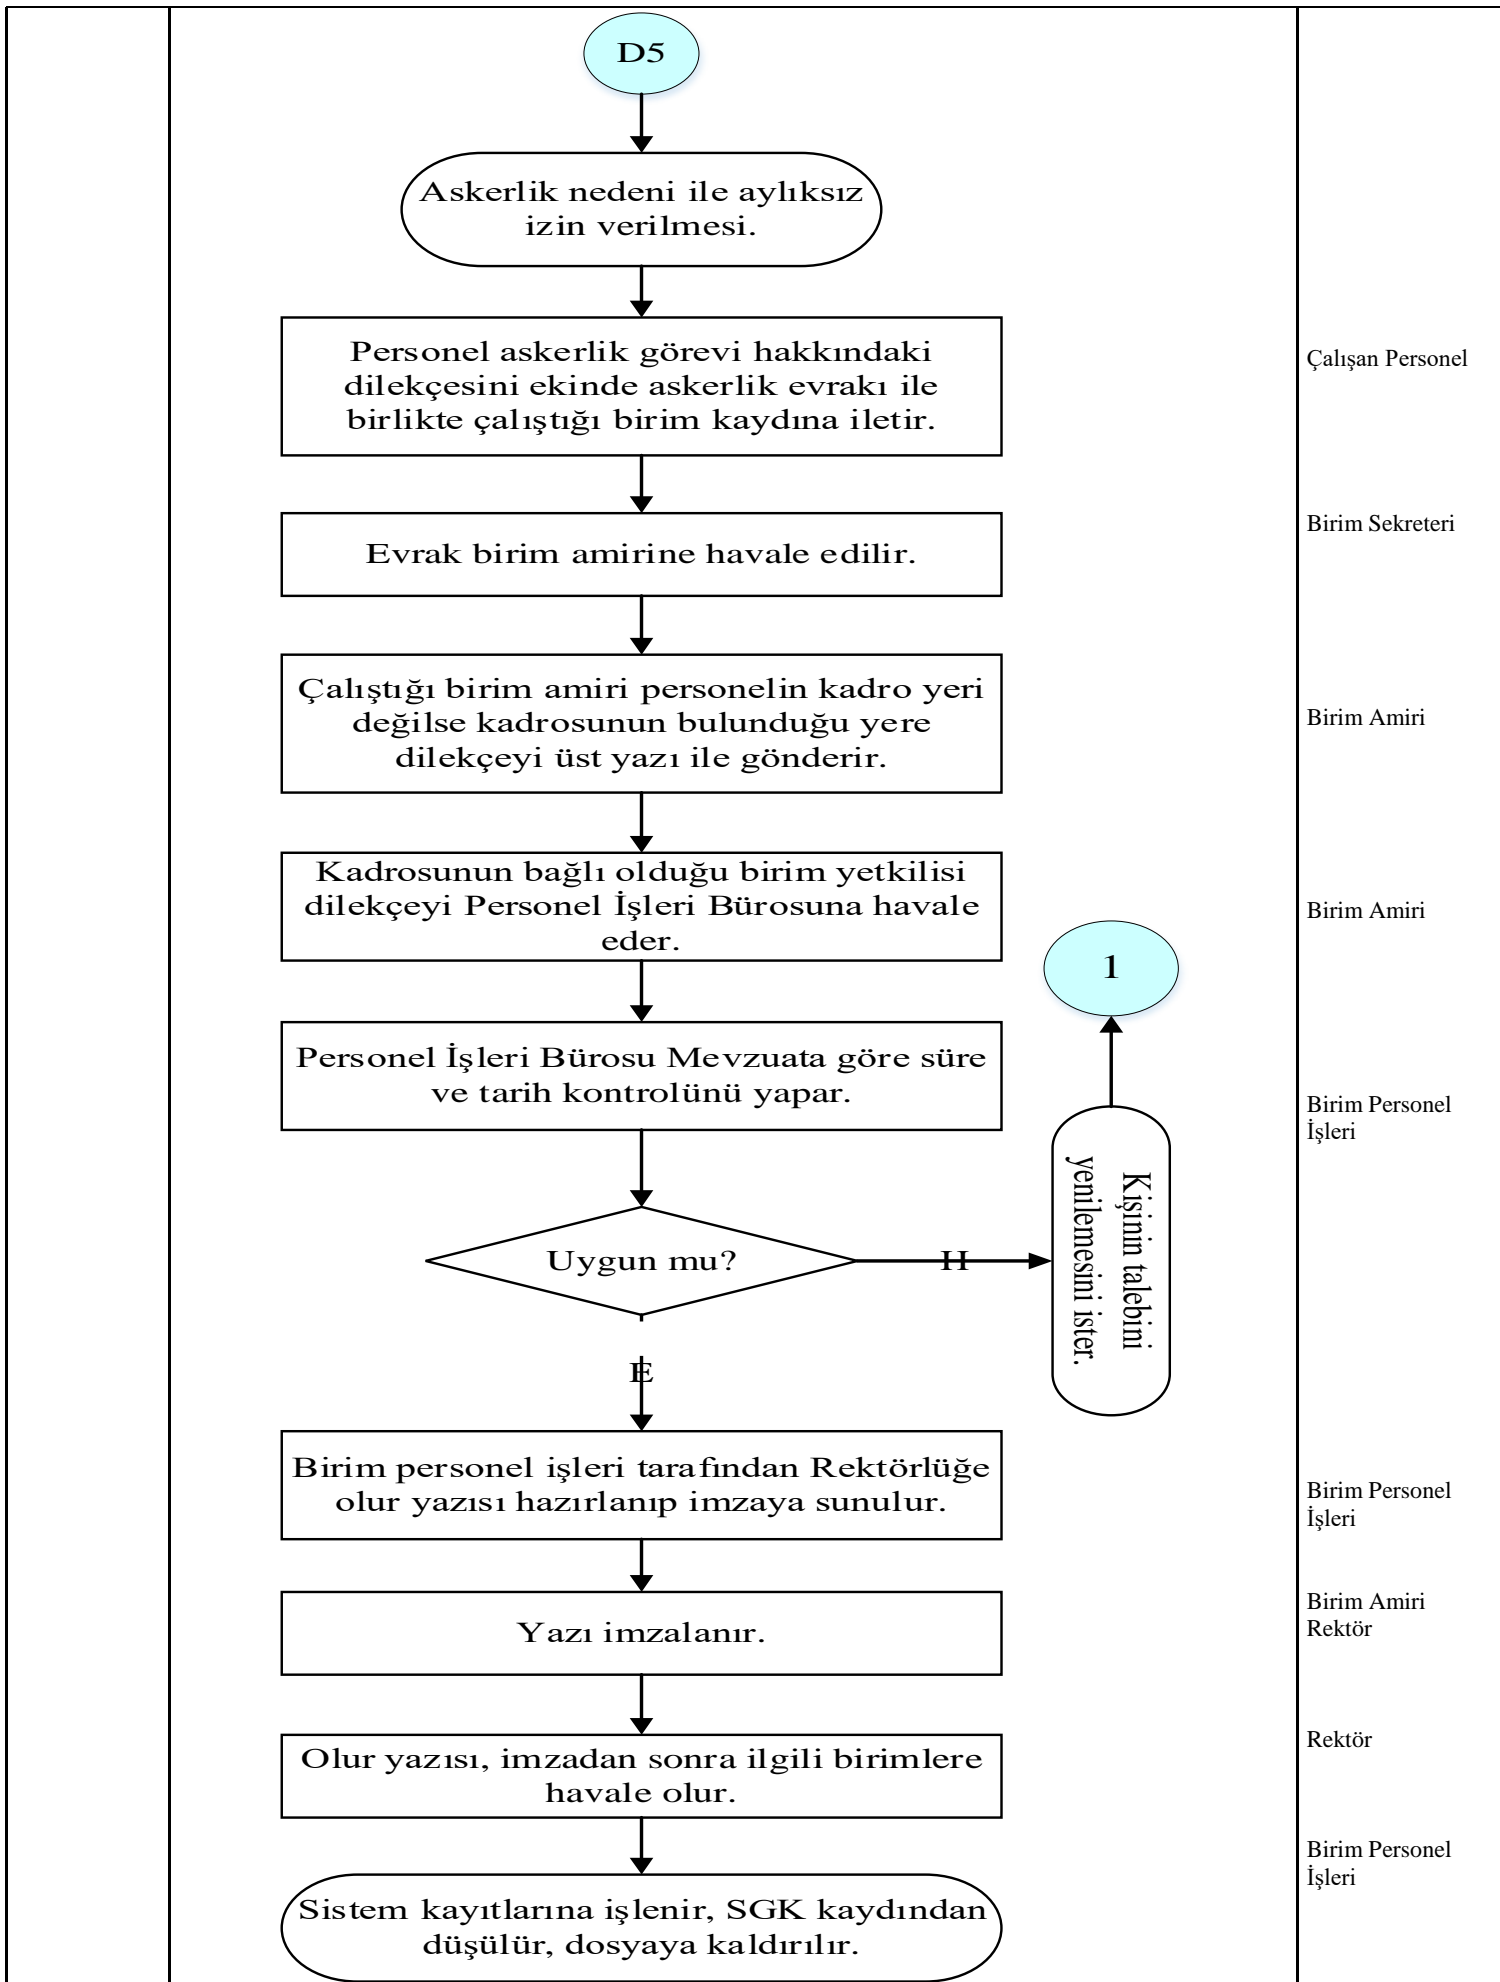 D5
Askerlik nedeni ile aylıksız
izin verilmesi.
Personel askerlik görevi hakkındaki
dilekçesini ekinde askerlik evrakı ile
birlikte çalıştığı birim kaydına iletir.
Çalışan Personel
Evrak birim amirine havale edilir.
Birim Sekreteri
Çalıştığı birim amiri personelin kadro yeri
değilse kadrosunun bulunduğu yere
dilekçeyi üst yazı ile gönderir.
Birim Amiri
Kadrosunun bağlı olduğu birim yetkilisi
dilekçeyi Personel İşleri Bürosuna havale
eder.
Birim Amiri
1
Personel İşleri Bürosu Mevzuata göre süre
ve tarih kontrolünü yapar.
Birim Personel
İşleri
Uygun mu?
H
Kişinin talebini
yenilemesini ister.
E
Birim personel işleri tarafından Rektörlüğe
olur yazısı hazırlanıp imzaya sunulur.
Birim Personel
İşleri
Yazı imzalanır.
Birim Amiri
Rektör
Olur yazısı, imzadan sonra ilgili birimlere
havale olur.
Rektör
Sistem kayıtlarına işlenir, SGK kaydından
düşülür, dosyaya kaldırılır.
Birim Personel
İşleri